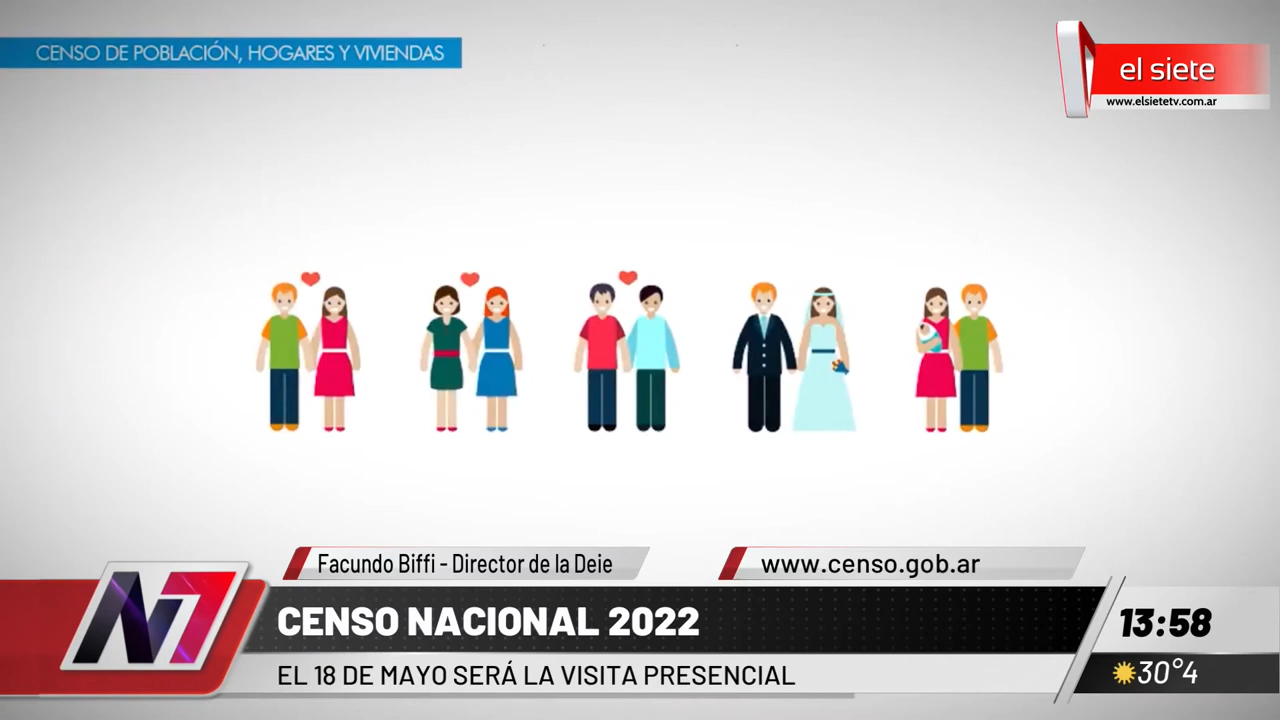 CENSO DE POBLACIÓN, HOGARES Y VIVIENDAS
el siete
www.elsietetv.com.ar
Facundo Biffi - Director de la Deie
www.censo.gob.ar
N7
CENSO NACIONAL 2022
13:58
EL 18 DE MAYO SERÁ LA VISITA PRESENCIAL
30°4